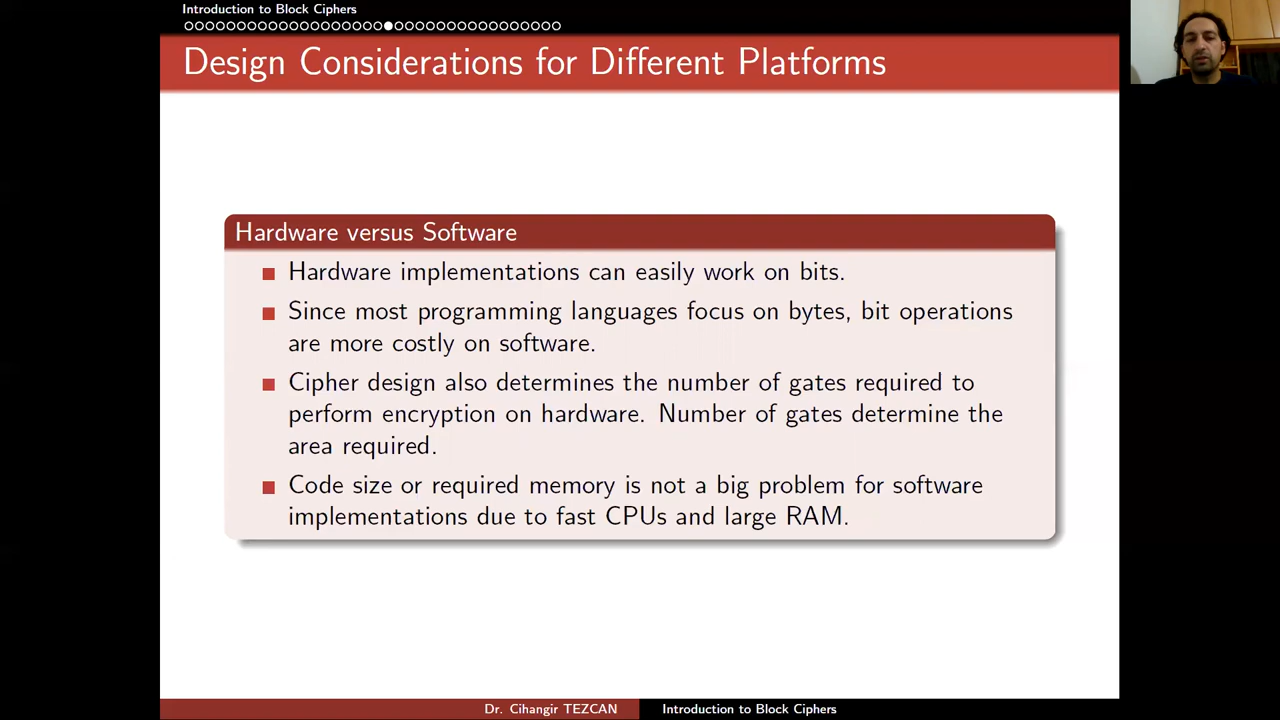 Introduction to Block Ciphers
Design Considerations for Different Platforms
Hardware versus Software
Hardware implementations can easily work on bits.
Since most programming languages focus on bytes, bit operations
are more costly on software.
Cipher design also determines the number of gates required to
perform encryption on hardware. Number of gates determine the
area required.
Code size or required memory is not a big problem for software
implementations due to fast CPUs and large RAM.
Dr. Cihangir TEZCAN
Introduction to Block Ciphers